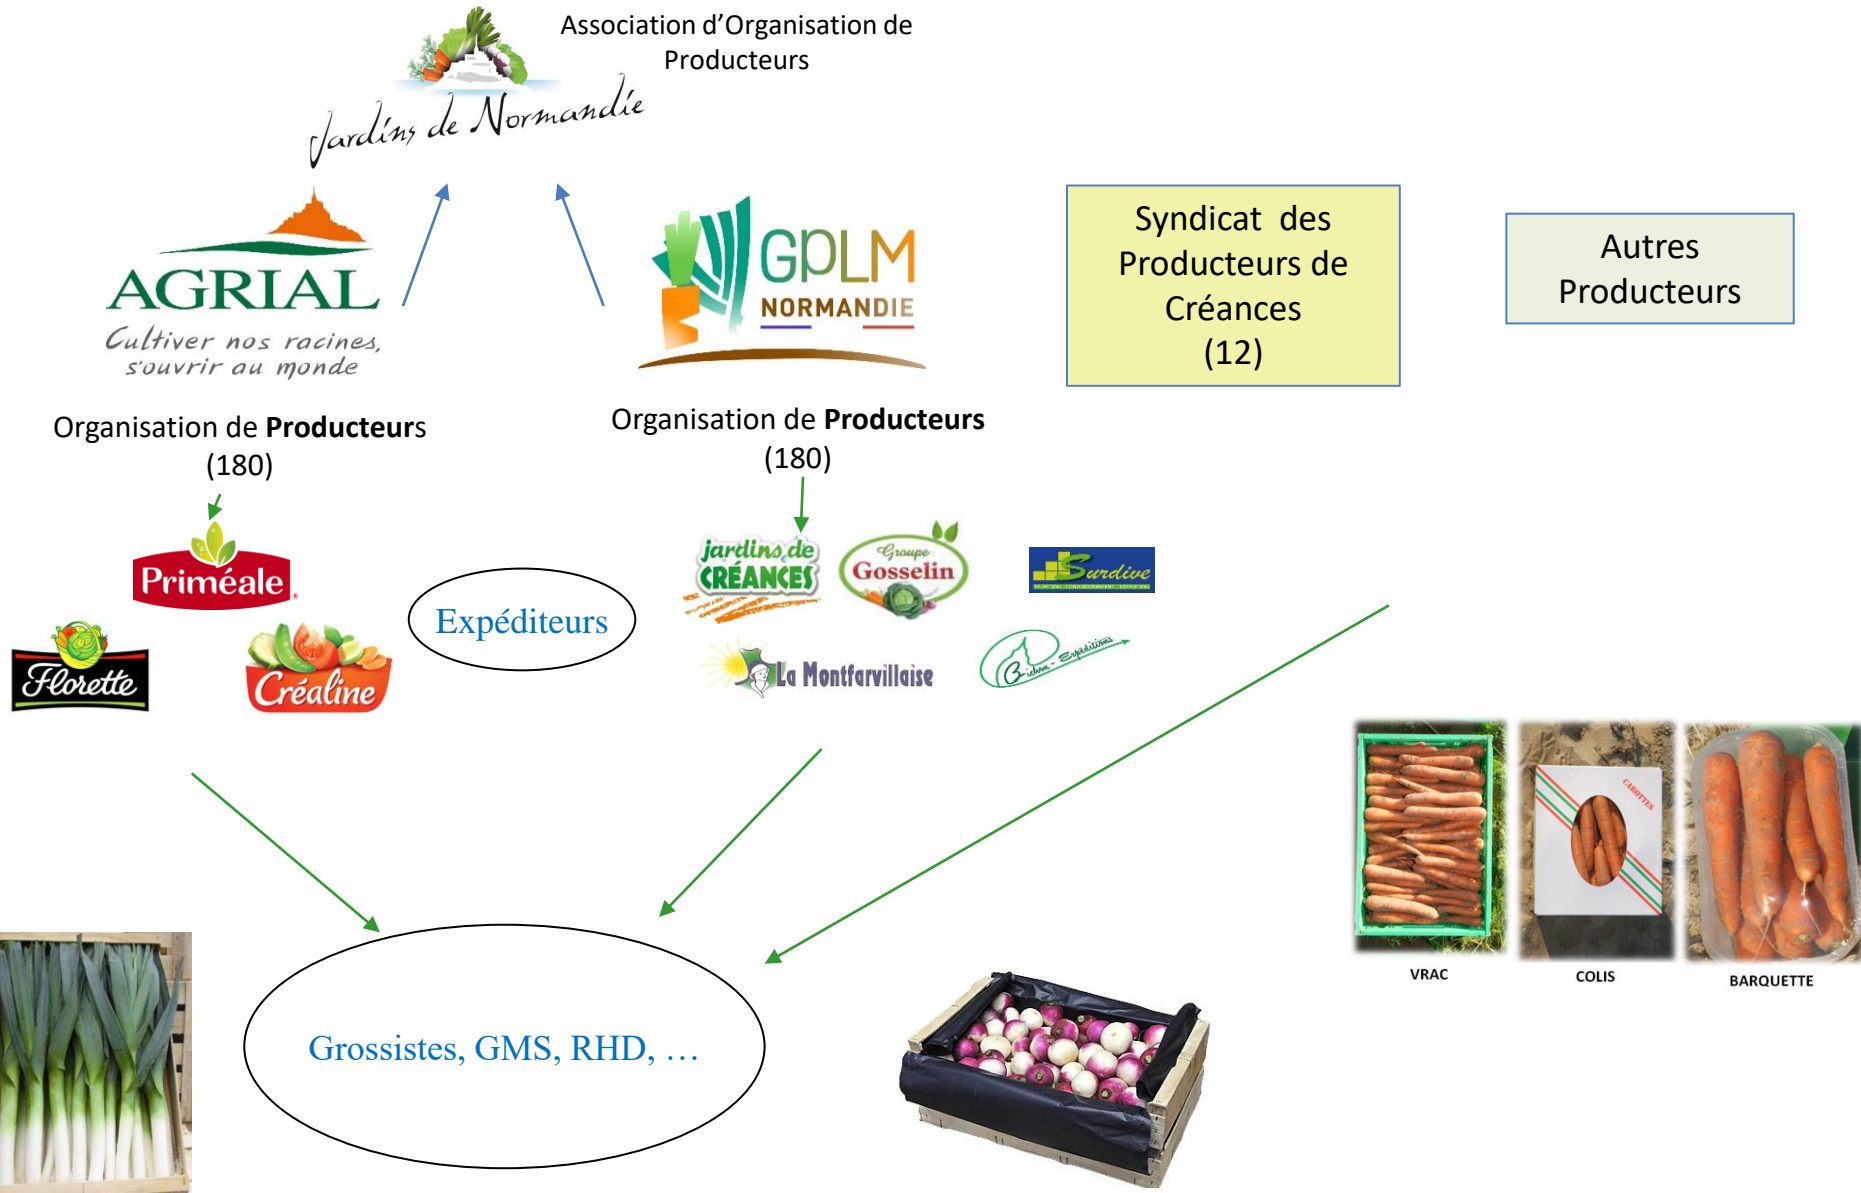 Association d’Organisation de
Producteurs
Jardins de Normandie
AGRIAL
Cultiver nos racines,
s'ouvrir au monde
GPLM
NORMANDIE
Syndicat des
Producteurs de
Créances
(12)
Autres
Producteurs
Organisation de Producteurs
(180)
Organisation de Producteurs
(180)
Priméale
Florette
Créaline
Expéditeurs
jardins de
CRÉANCES
Groupe
Gosselin
Surdive
La Montfarvillaise
CAROTTES
VRAC
COLIS
BARQUETTE
Grossistes, GMS, RHD, …